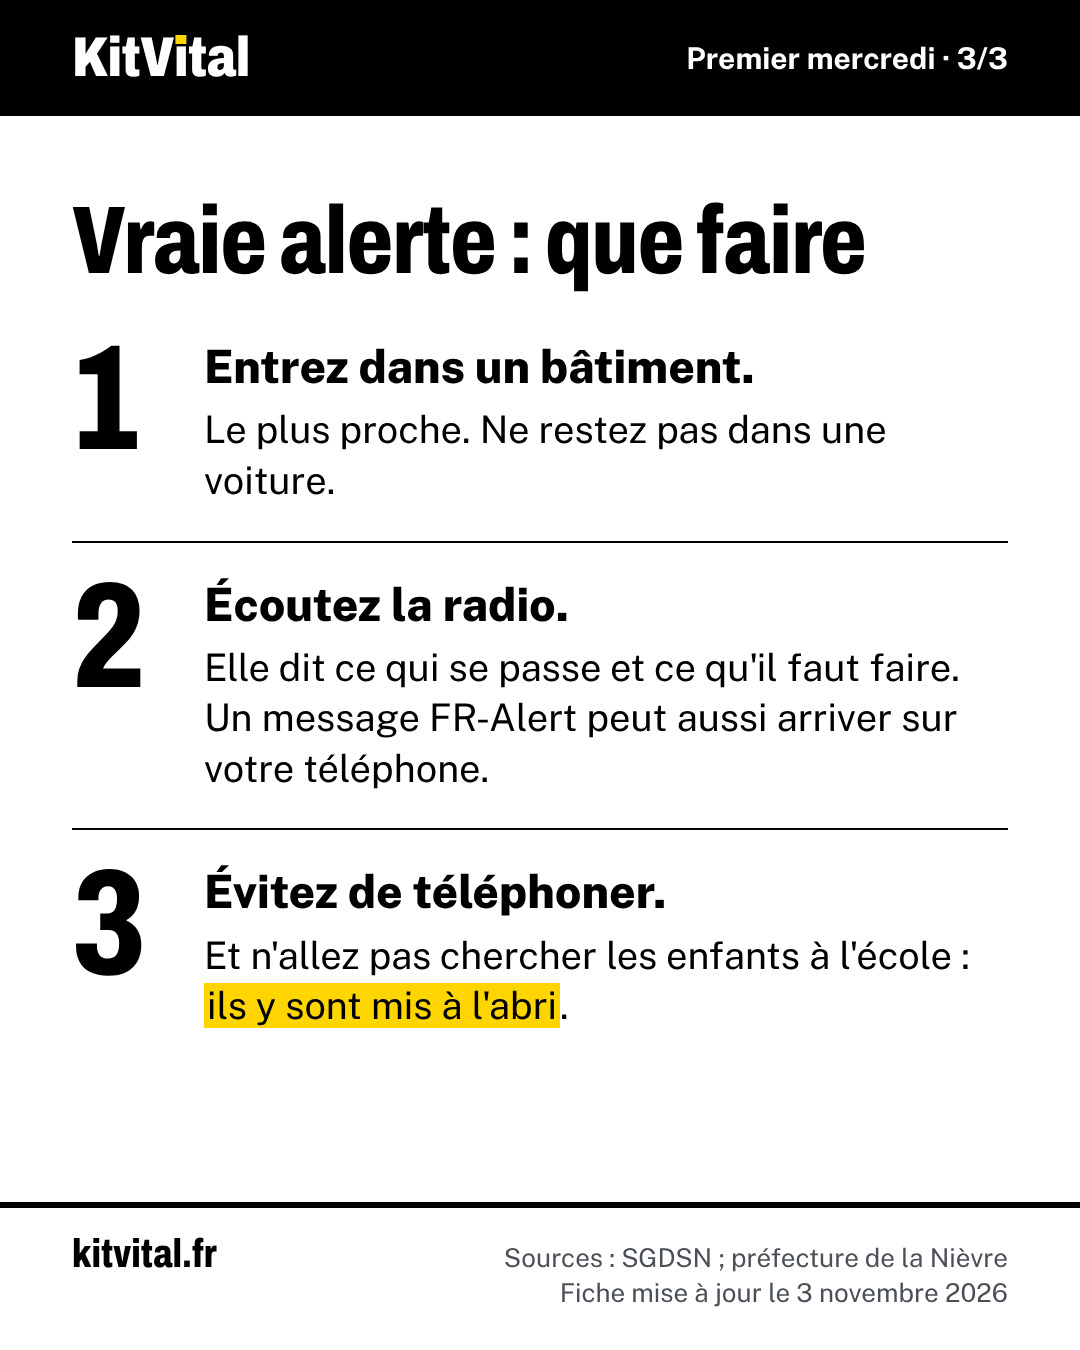 KitVital
Premier mercredi · 3/3
Vraie alerte : que faire
1
Entrez dans un bâtiment.
Le plus proche. Ne restez pas dans une
voiture.
2
Écoutez la radio.
Elle dit ce qui se passe et ce qu'il faut faire.
Un message FR-Alert peut aussi arriver sur
votre téléphone.
3
Évitez de téléphoner.
Et n'allez pas chercher les enfants à l'école :
ils y sont mis à l'abri.
kitvital.fr
Sources : SGDSN ; préfecture de la Nièvre
Fiche mise à jour le 3 novembre 2026